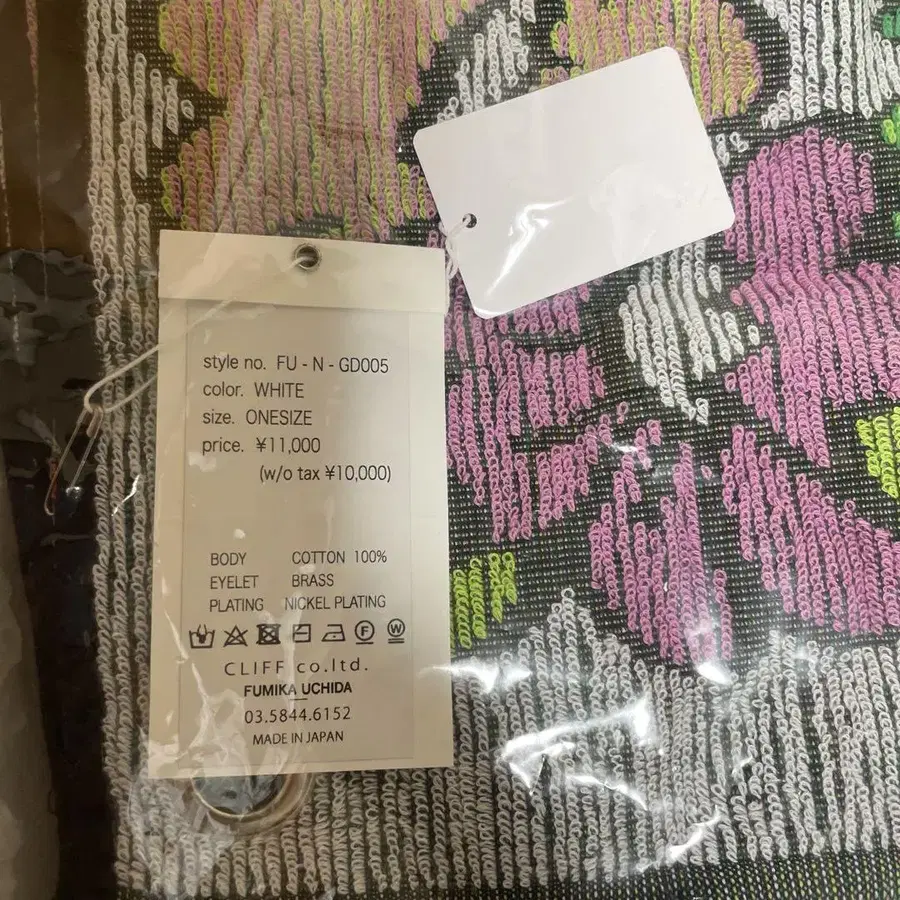 style no. FU - N - GD005
color. WHITE
size. ONESIZE
price. ¥11,000
(w/o tax ¥10,000)
BODY COTTON 100%
EYELET BRASS
PLATING NICKEL PLATING
CLIFF co.ltd.
FUMIKA UCHIDA
03.5844.6152
MADE IN JAPAN